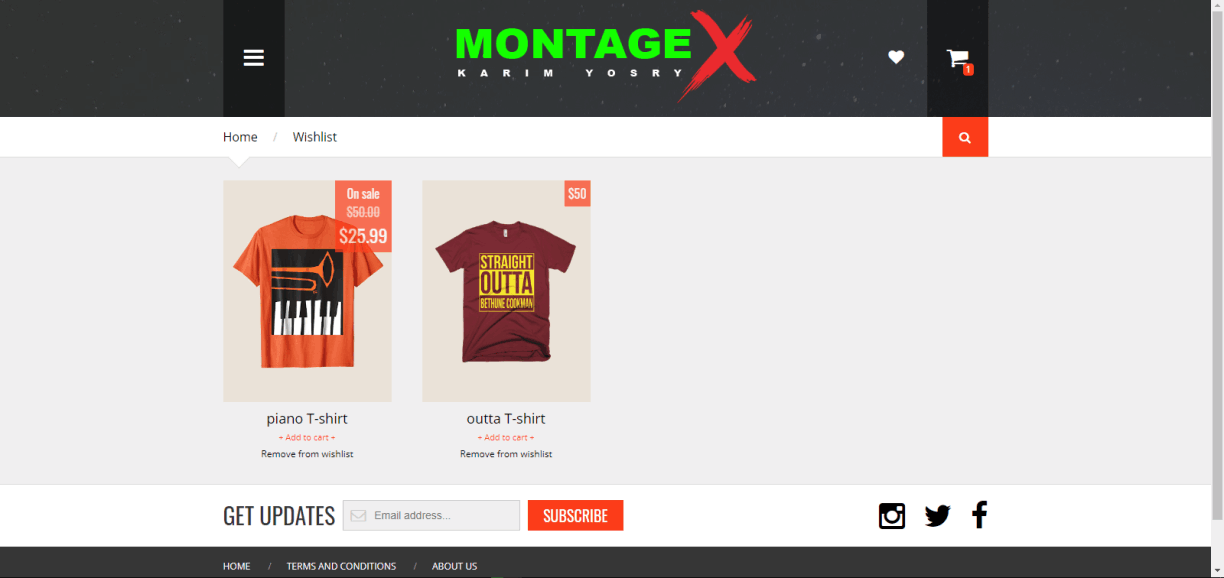 MONTAGE X
KARIM YOSRY
1
Home / Wishlist
On sale
$50.00
$25.99
$50
STRAIGHT
OUTTA
BETHUNE COOKMAN
piano T-shirt
+ Add to cart +
Remove from wishlist
outta T-shirt
+ Add to cart +
Remove from wishlist
GET UPDATES
Email address...
SUBSCRIBE
HOME / TERMS AND CONDITIONS / ABOUT US